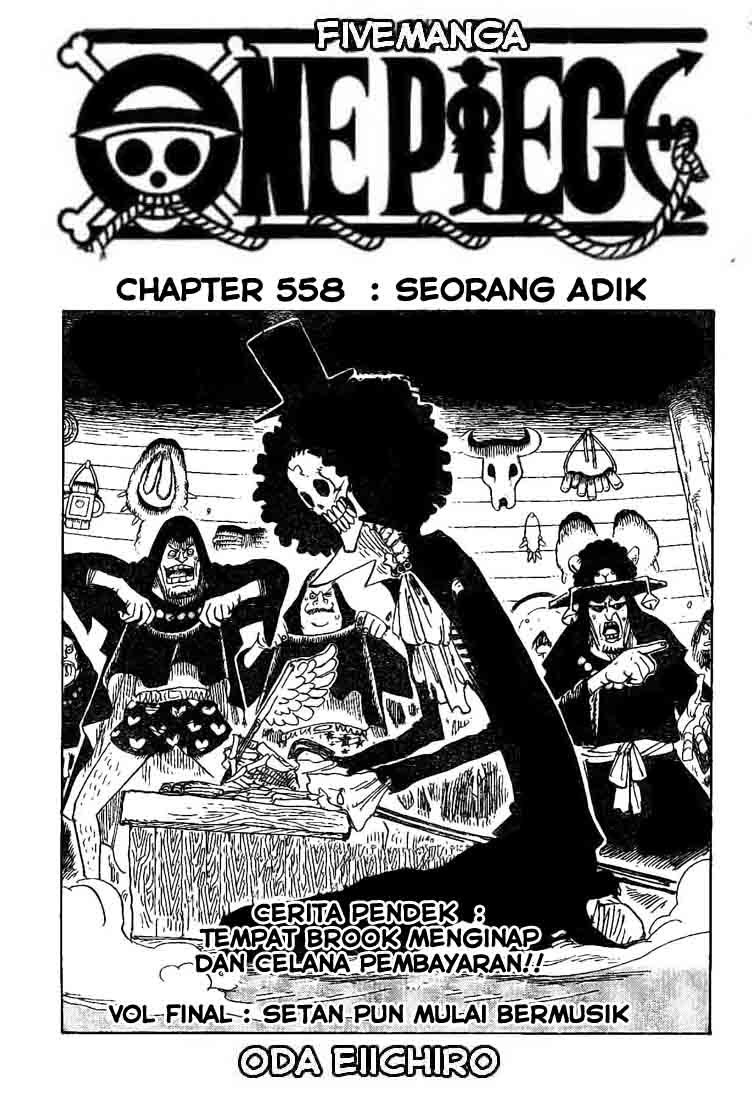 FIVEMANGA
ONE PIECE
CHAPTER 558 : SEORANG ADIK
CERITA PENDEK :
TEMPAT BROOK MENGINAP
DAN CELANA PEMBAYARAN!!
VOL FINAL : SETAN PUN MULAI BERMUSIK
ODA EIICHIRO